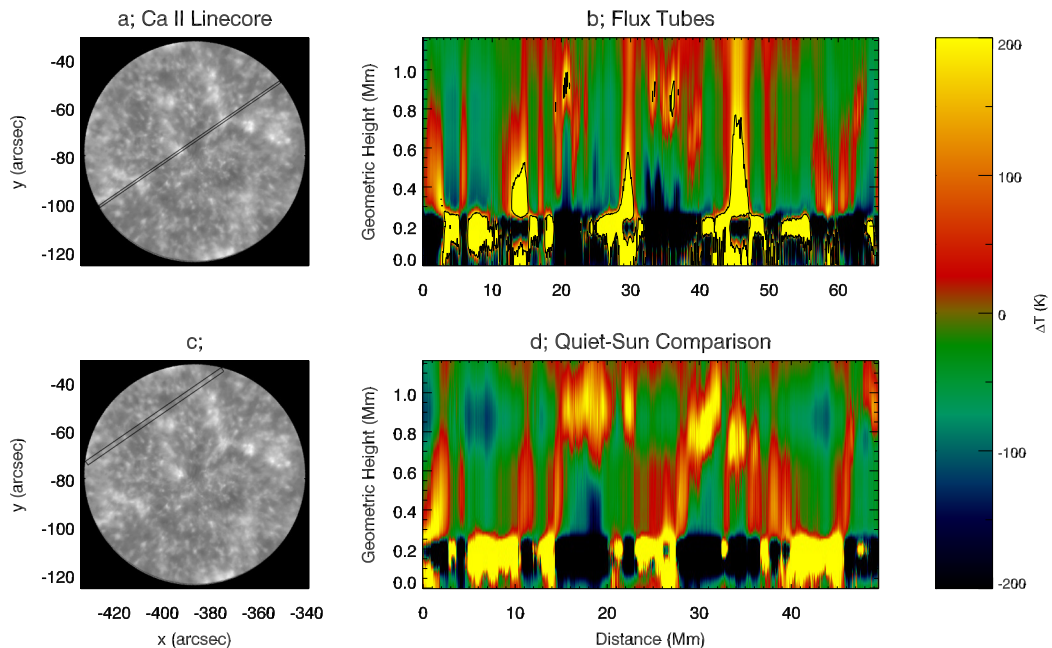 a; Ca II Linecore
b; Flux Tubes
-40
-60
-80
-100
-120
y (arcsec)
1.0
0.8
0.6
0.4
0.2
0.0
Geometric Height (Mm)
0 10 20 30 40 50 60
c;
d; Quiet-Sun Comparison
-40
-60
-80
-100
-120
y (arcsec)
-420 -400 -380 -360 -340
x (arcsec)
1.0
0.8
0.6
0.4
0.2
0.0
Geometric Height (Mm)
0 10 20 30 40
Distance (Mm)
200
100
0
-100
-200
ΔT (K)